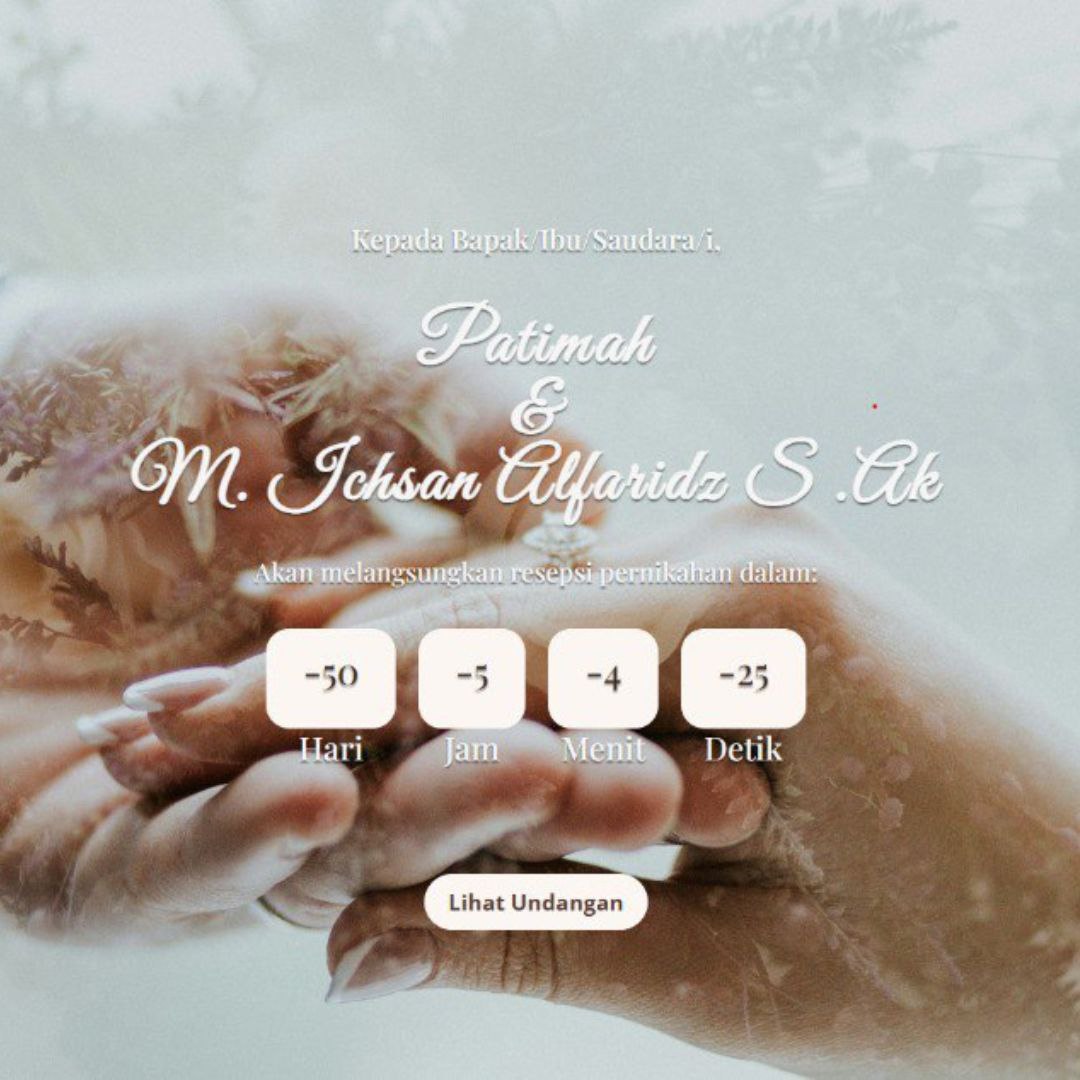 Kepada Bapak/Ibu/Saudara/i,
Patimah
&
M. Ichsan Alfaridz S .Ak
Akan melangsungkan resepsi pernikahan dalam:
-50 -5 -4 -25
Hari Jam Menit Detik
Lihat Undangan